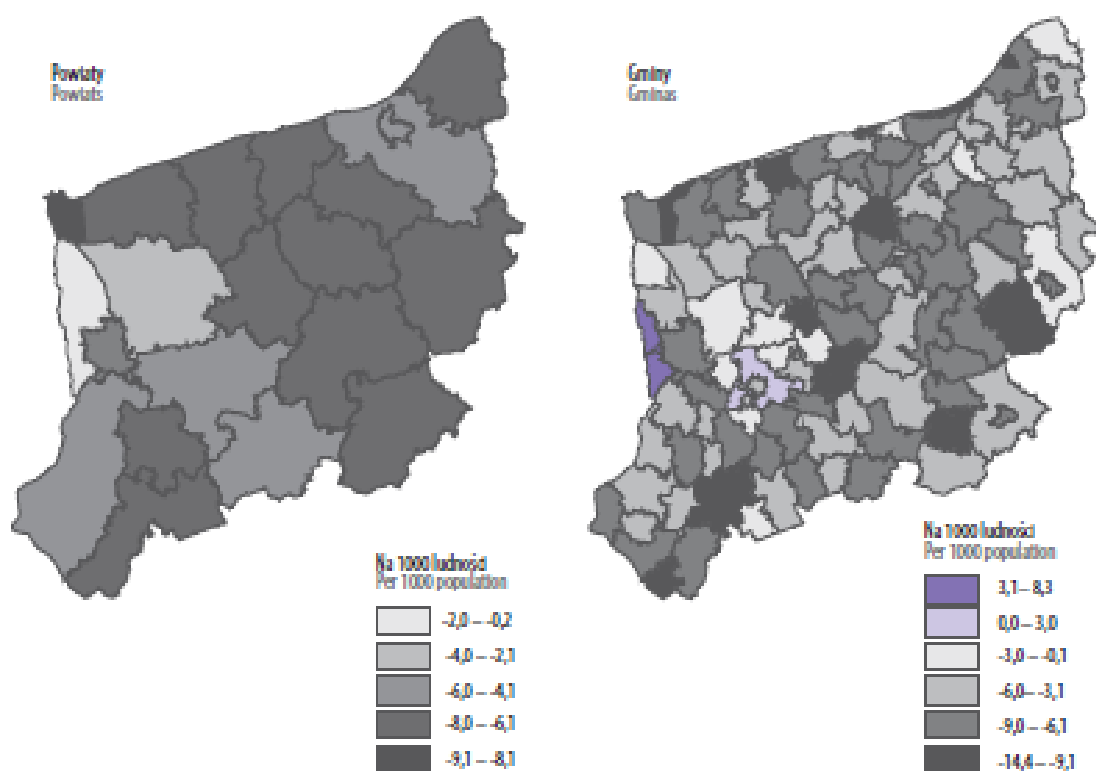 Powiaty
Powiats
Gminy
Gminas
Na 1000 ludności
Per 1000 population
-2,0 – -0,2
-4,0 – -2,1
-6,0 – -4,1
-8,0 – -6,1
-9,1 – -8,1
Na 1000 ludności
Per 1000 population
3,1 – 8,3
0,0 – 3,0
-3,0 – -0,1
-6,0 – -3,1
-9,0 – -6,1
-14,4 – -9,1